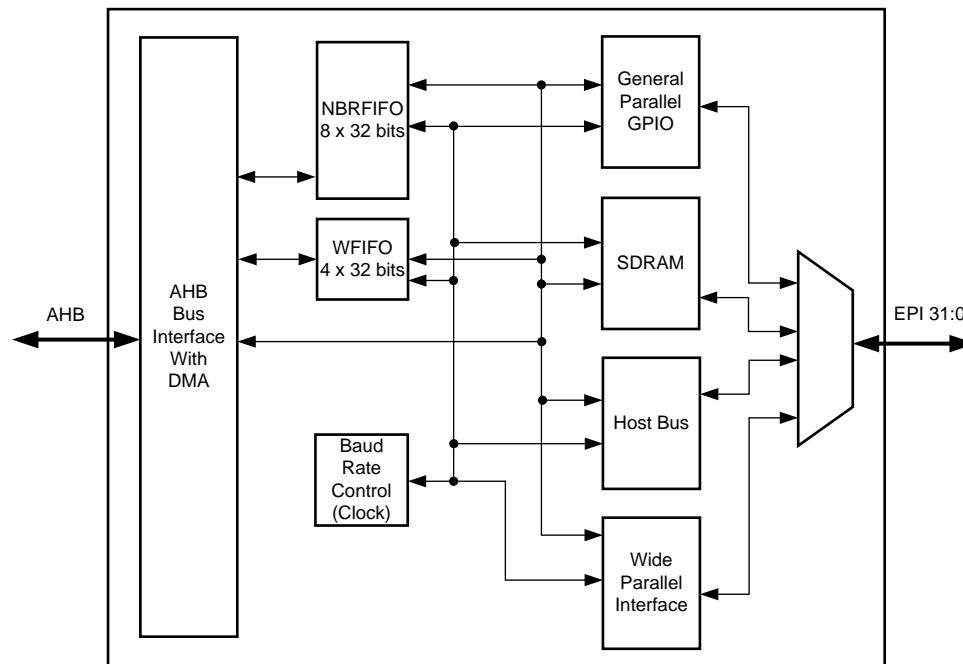 AHB
AHB
Bus
Interface
With
DMA
NBRFIFO
8 x 32 bits
WFIFO
4 x 32 bits
Baud
Rate
Control
(Clock)
General
Parallel
GPIO
SDRAM
Host Bus
Wide
Parallel
Interface
EPI 31:0